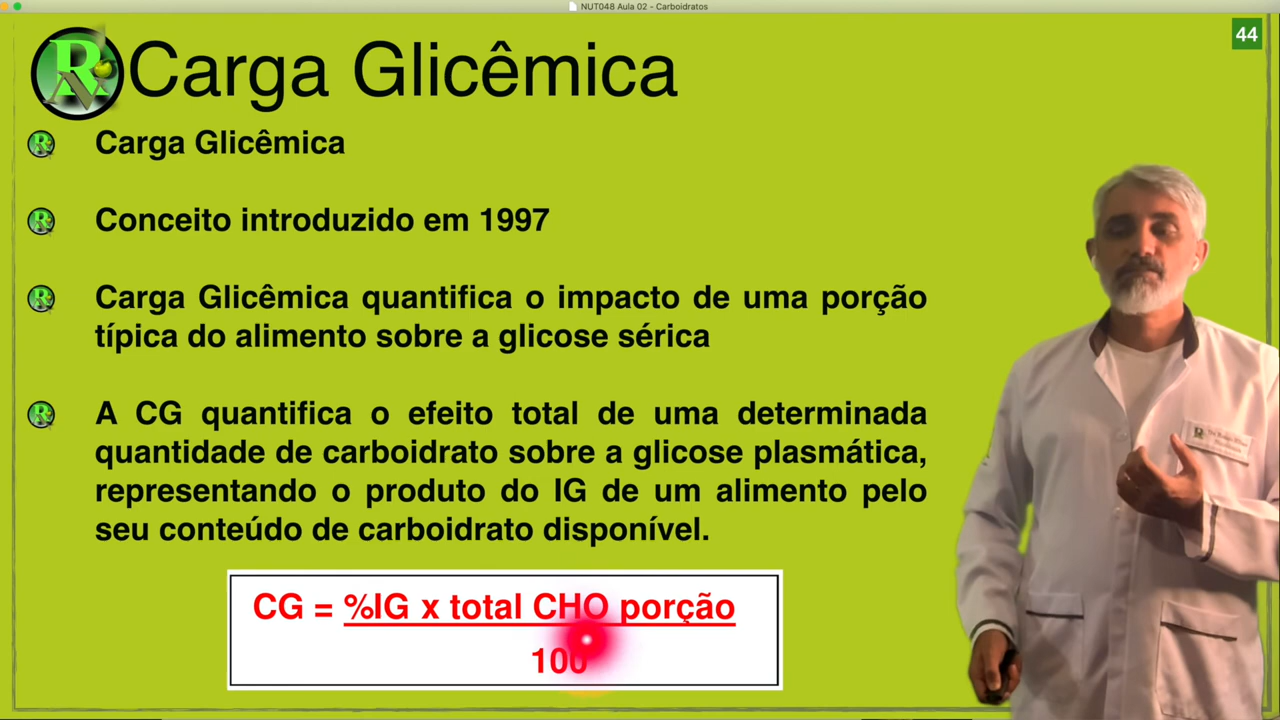 NUT048 Aula 02 - Carboidratos
44
Carga Glicêmica
Carga Glicêmica
Conceito introduzido em 1997
Carga Glicêmica quantifica o impacto de uma porção
típica do alimento sobre a glicose sérica
A CG quantifica o efeito total de uma determinada
quantidade de carboidrato sobre a glicose plasmática,
representando o produto do IG de um alimento pelo
seu conteúdo de carboidrato disponível.
CG = %IG x total CHO porção
100